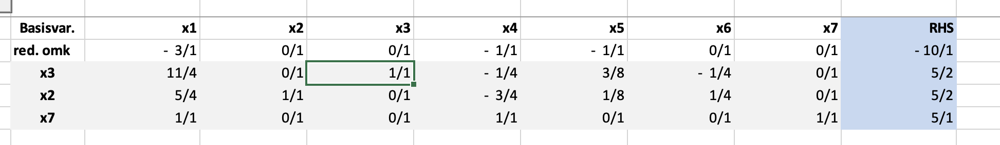 Basisvar. x1 x2 x3 x4 x5 x6 x7 RHS
red. omk - 3/1 0/1 0/1 - 1/1 - 1/1 0/1 0/1 - 10/1
x3 11/4 0/1 1/1 - 1/4 3/8 - 1/4 0/1 5/2
x2 5/4 1/1 0/1 - 3/4 1/8 1/4 0/1 5/2
x7 1/1 0/1 0/1 1/1 0/1 0/1 1/1 5/1